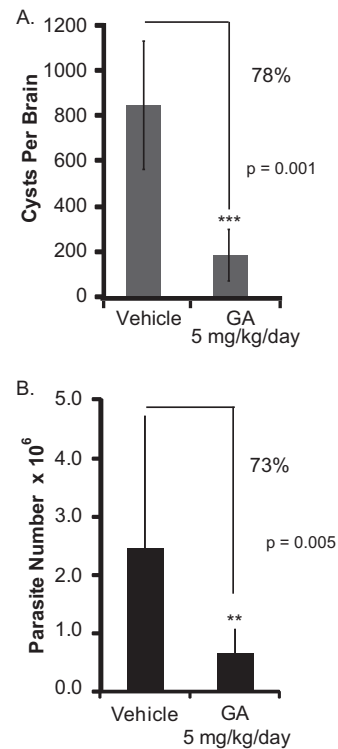 A.
1200
1000
800
600
400
200
0
Cysts Per Brain
78%
p = 0.001
***
Vehicle
GA
5 mg/kg/day
B.
5.0
4.0
3.0
2.0
1.0
0.0
Parasite Number x 10⁶
73%
p = 0.005
**
Vehicle
GA
5 mg/kg/day